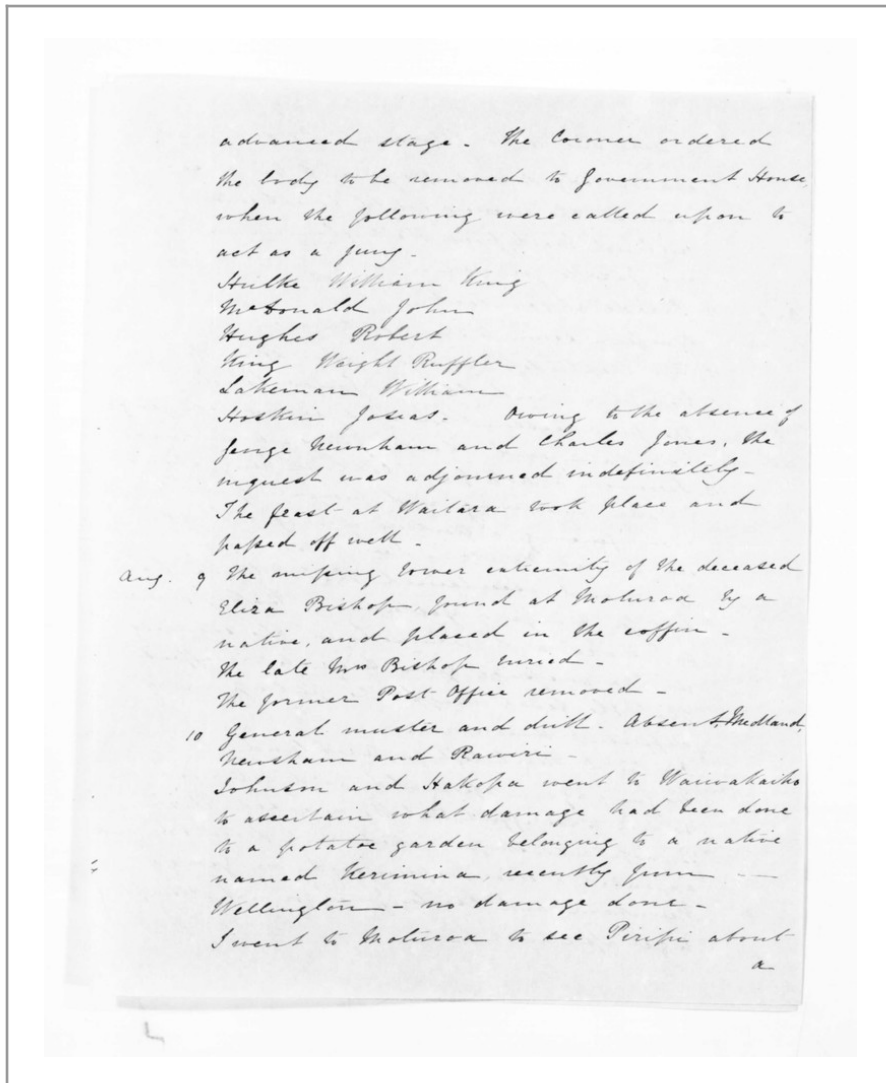 advanced stage. The Coroner ordered
the body to be removed to Government House,
when the following were called upon to
act as a jury.
Hulke William King
McDonald John
Hughes Robert
King Weight Ruffler
Lakeman William
Hoskin Josias. Owing to the absence of
George Newnham and Charles Jones, the
inquest was adjourned indefinitely -
The feast at Waitara took place and
passed off well.
Aug. 9 The missing lower extremity of the deceased
Eliza Bishop, found at Moturoa by a
native, and placed in the coffin -
The late Mrs Bishop buried -
The former Post Office removed -
10 General muster and drill. Absent, Medland,
Newsham and Rawiri -
Johnson and Hakopa went to Waiwakaiho
to ascertain what damage had been done
to a potatoe garden belonging to a native
named Kerimina, recently from
Wellington - no damage done -
I went to Moturoa to see Piripi about
a